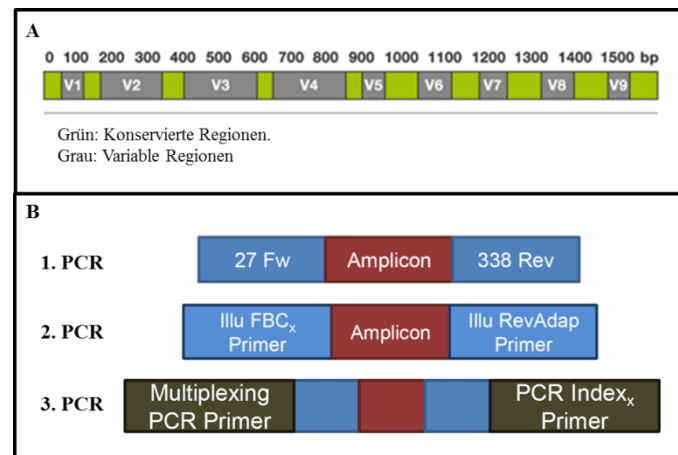 A
0 100 200 300 400 500 600 700 800 900 1000 1100 1200 1300 1400 1500 bp
V1 V2 V3 V4 V5 V6 V7 V8 V9
Grün: Konservierte Regionen.
Grau: Variable Regionen
B
1. PCR
27 Fw Amplicon 338 Rev
2. PCR
Illu FBCx Primer
Amplicon
Illu RevAdap Primer
3. PCR
Multiplexing PCR Primer
PCR Indexx Primer